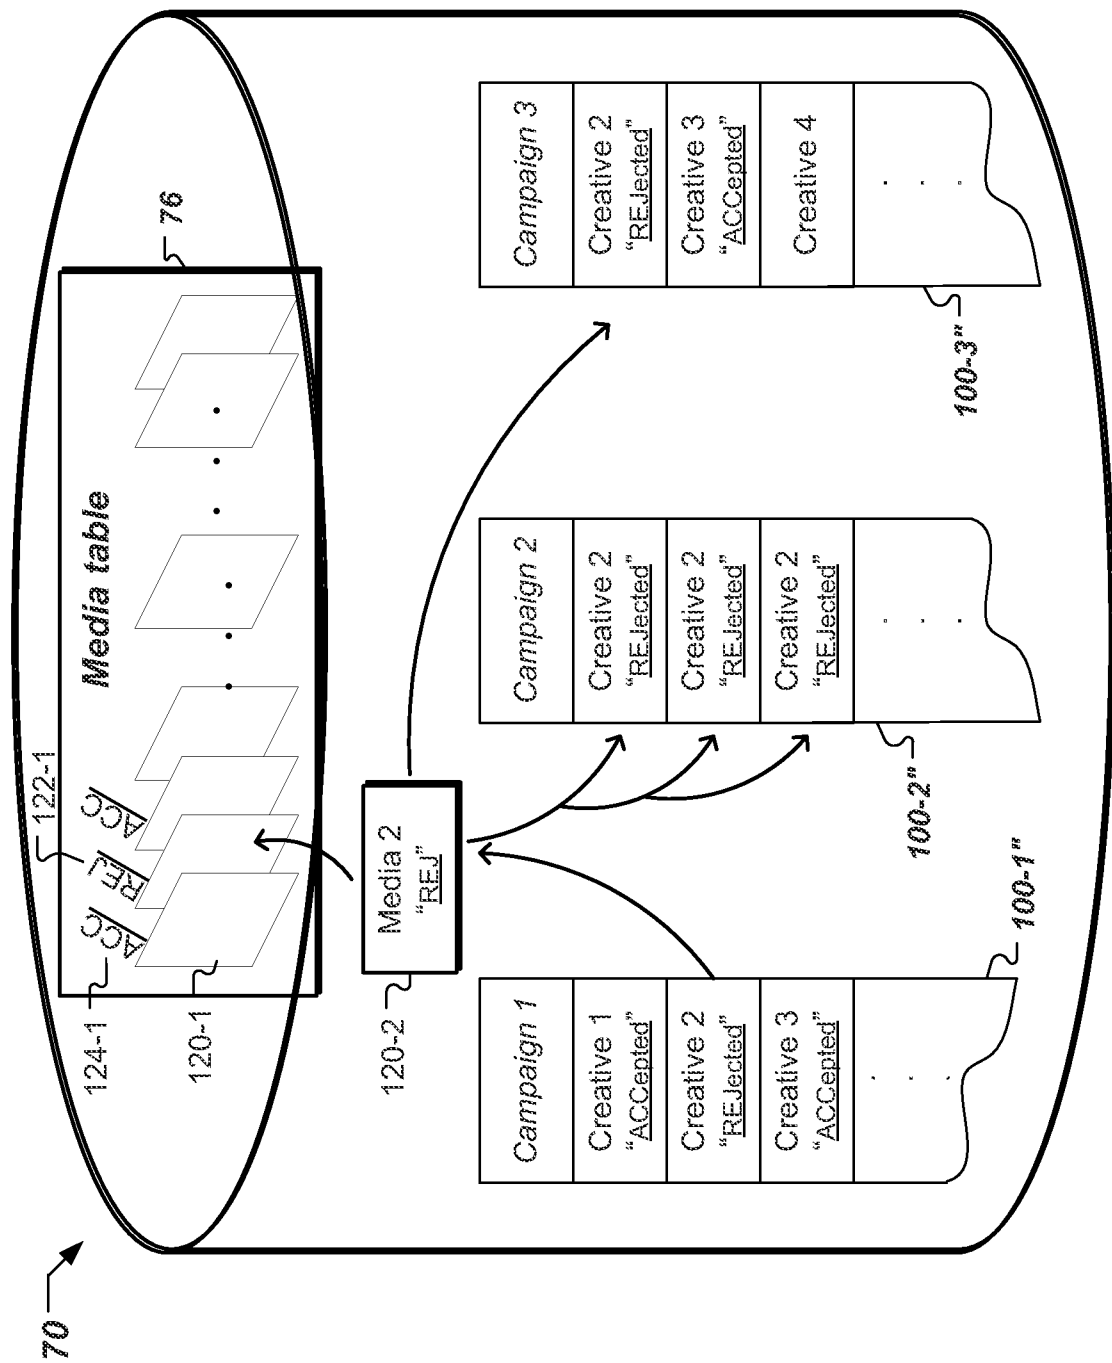 70
Media table
76
ACC
REJ
ACC
122-1
124-1
120-1
120-2
Media 2
"REJ"
Campaign 1
Creative 1
"ACCepted"
Creative 2
"REJected"
Creative 3
"ACCepted"
100-1"
Campaign 2
Creative 2
"REJected"
Creative 2
"REJected"
Creative 2
"REJected"
100-2"
Campaign 3
Creative 2
"REJected"
Creative 3
"ACCepted"
Creative 4
100-3"